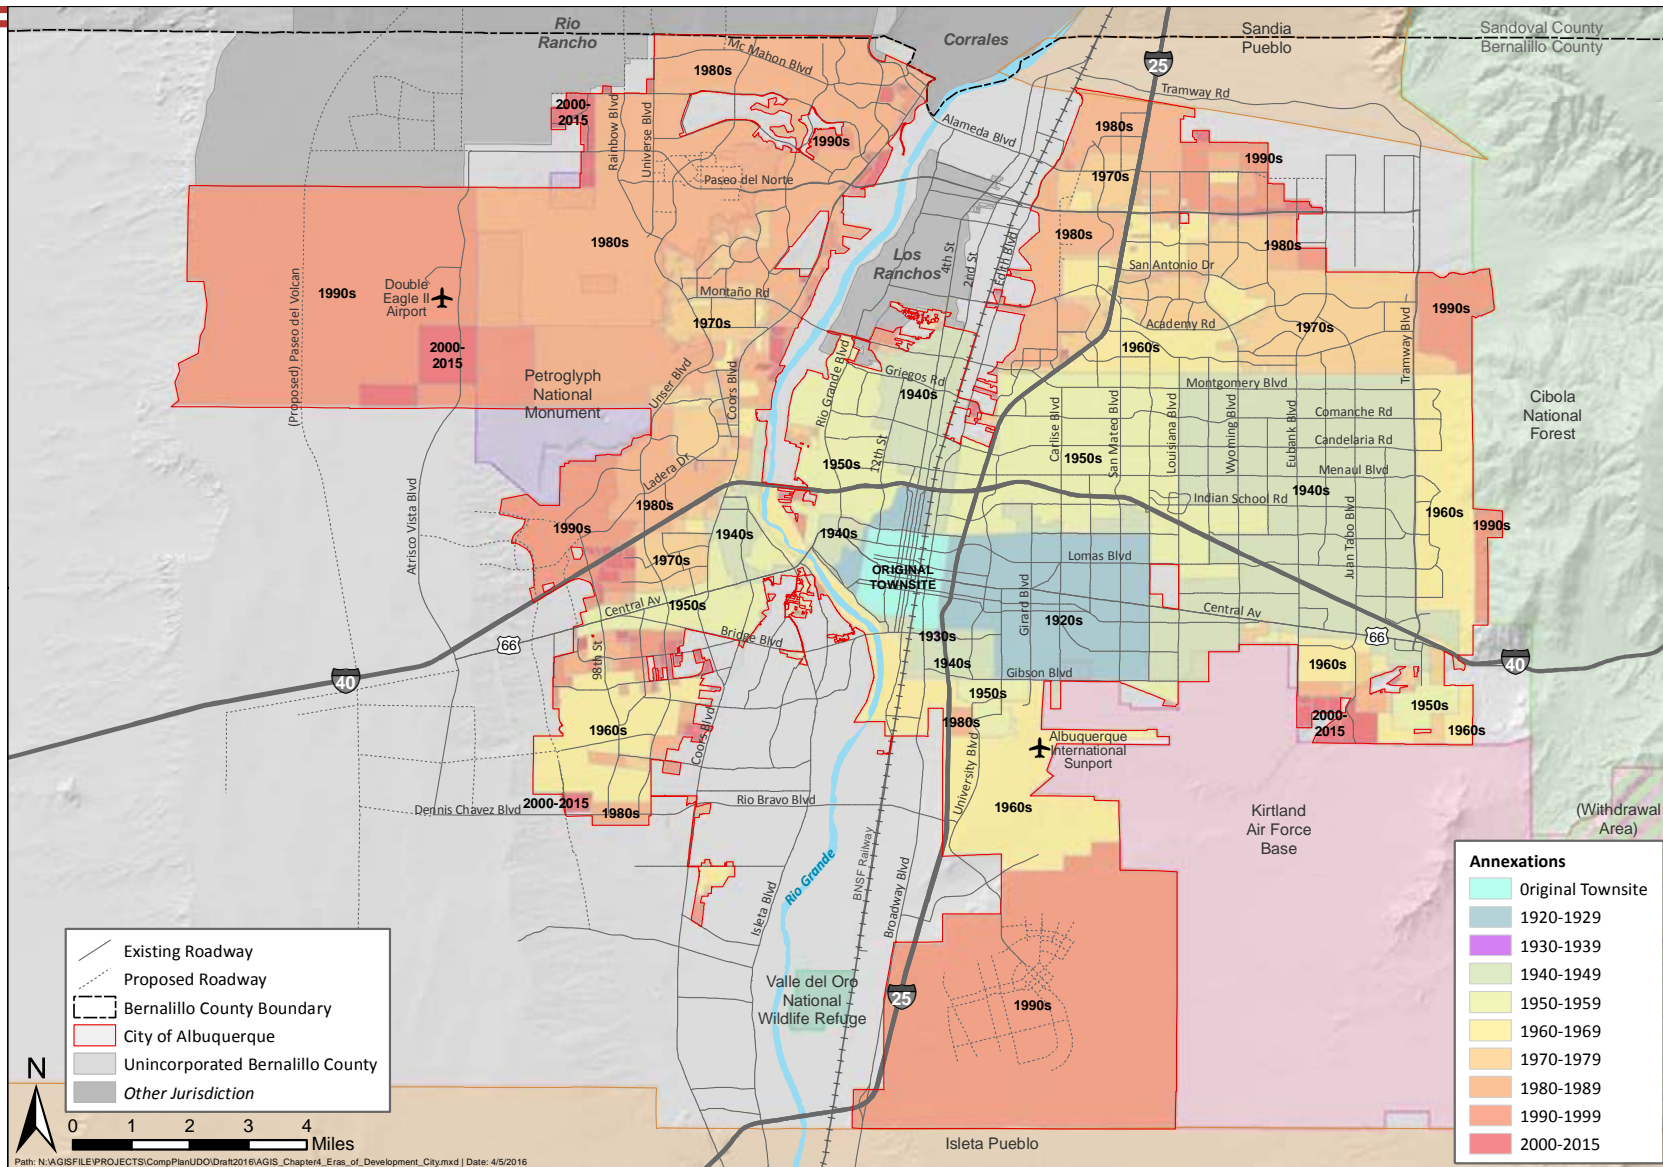 Rio
Rancho
Corrales
Sandia
Pueblo
Sandoval County
Bernalillo County
25
Tramway Rd
Mc Mahon Blvd
1980s
2000-
2015
Rainbow Blvd
Universe Blvd
1990s
Alameda Blvd
1980s
1990s
1970s
Paseo del Norte
1980s
1980s
1980s
Los
Ranchos
4th St
2nd St
Edith Blvd
San Antonio Dr
(Proposed) Paseo del Volcan
1990s
Double
Eagle II
Airport
Montaño Rd
1970s
Academy Rd
1970s
1990s
Tramway Blvd
1960s
2000-
2015
Petroglyph
National
Monument
Unser Blvd
Coors Blvd
Rio Grande Blvd
Griegos Rd
1940s
Montgomery Blvd
Comanche Rd
Candelaria Rd
Menaul Blvd
Indian School Rd
Carlise Blvd
San Mateo Blvd
Louisiana Blvd
Wyoming Blvd
Eubank Blvd
Juan Tabo Blvd
Cibola
National
Forest
1950s
12th St
1950s
1940s
1960s
1990s
Ladera Dr
1980s
1990s
Atrisco Vista Blvd
1940s
1940s
1970s
ORIGINAL
TOWNSITE
Lomas Blvd
Central Av
1950s
Central Av
Girard Blvd
1920s
66
66
Bridge Blvd
1930s
98th St
1940s
Gibson Blvd
40
40
1960s
1950s
1950s
1960s
2000-
2015
1980s
1960s
Coors Blvd
Albuquerque
International
Sunport
University Blvd
2000-2015
1980s
Dennis Chavez Blvd
Rio Bravo Blvd
1960s
Kirtland
Air Force
Base
(Withdrawal
Area)
Rio Grande
BNSF Railway
Broadway Blvd
Isleta Blvd
Valle del Oro
National
Wildlife Refuge
25
1990s
Isleta Pueblo
Annexations
Original Townsite
1920-1929
1930-1939
1940-1949
1950-1959
1960-1969
1970-1979
1980-1989
1990-1999
2000-2015
Existing Roadway
Proposed Roadway
Bernalillo County Boundary
City of Albuquerque
Unincorporated Bernalillo County
Other Jurisdiction
N
0 1 2 3 4
Miles
Path: N:\AGISFILE\PROJECTS\CompPlanUDO\Draft2016\AGIS_Chapter4_Eras_of_Development_City.mxd | Date: 4/5/2016